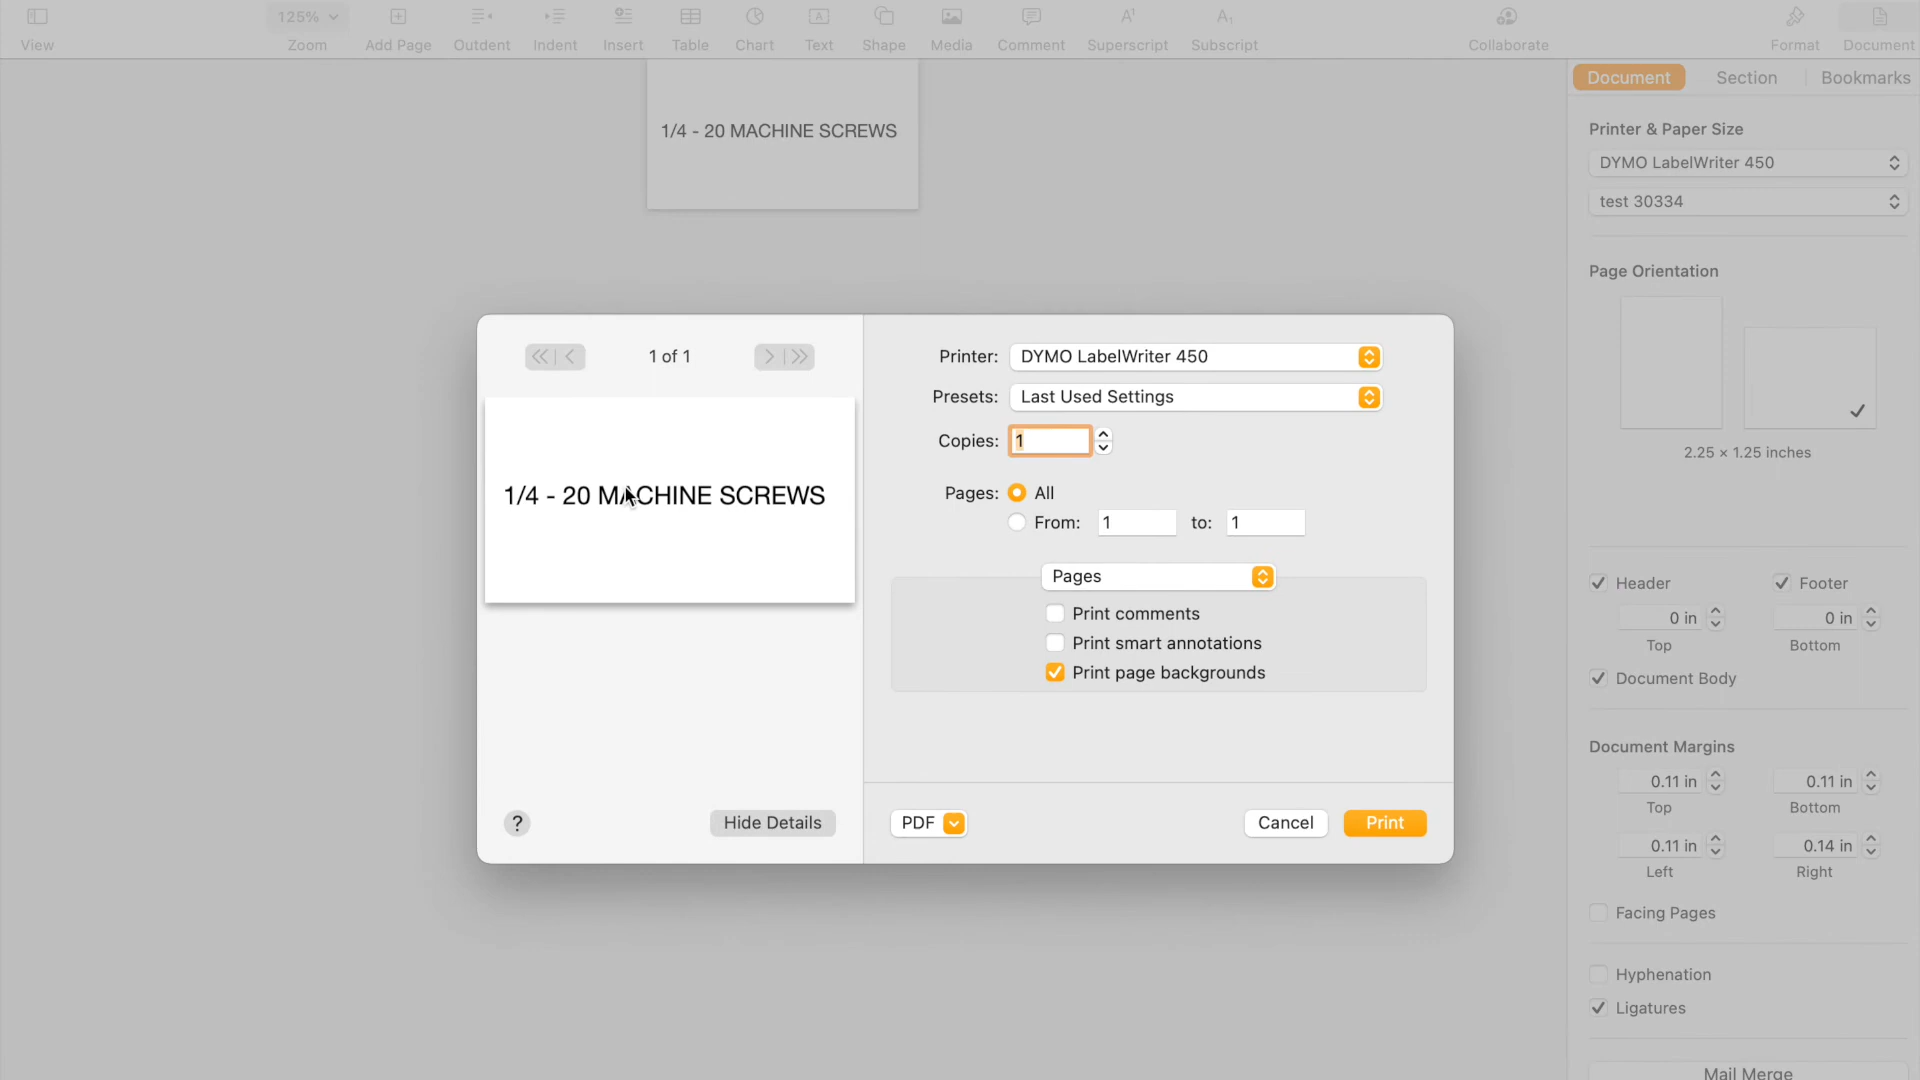 125%
View
Zoom
Add Page
Outdent
Indent
Insert
Table
Chart
Text
Shape
Media
Comment
Superscript
Subscript
Collaborate
Format
Document
Document
Section
Bookmarks
1/4 - 20 MACHINE SCREWS
Printer & Paper Size
DYMO LabelWriter 450
test 30334
Page Orientation
2.25 × 1.25 inches
Header
Footer
0 in
0 in
Top
Bottom
Document Body
Document Margins
0.11 in
0.11 in
Top
Bottom
0.11 in
0.14 in
Left
Right
Facing Pages
Hyphenation
Ligatures
Mail Merge
1 of 1
1/4 - 20 MACHINE SCREWS
?
Hide Details
Printer: DYMO LabelWriter 450
Presets: Last Used Settings
Copies: 1
Pages: All
From: 1 to: 1
Pages
Print comments
Print smart annotations
Print page backgrounds
PDF
Cancel
Print